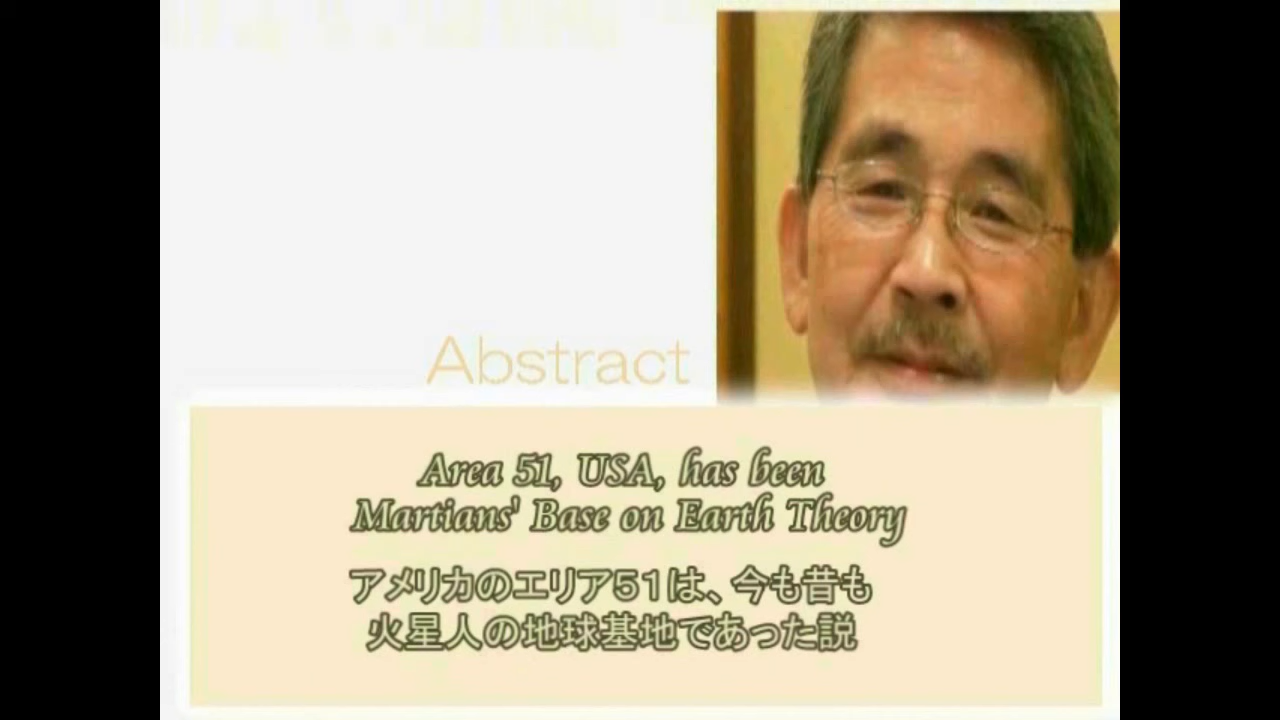 Abstract
Area 51, USA, has been
Martians' Base on Earth Theory
アメリカのエリア５１は、今も昔も
火星人の地球基地であった説